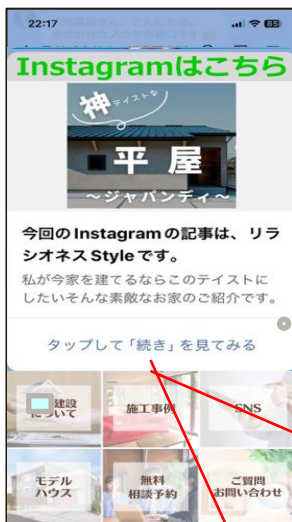 22:17
65
Instagramはこちら
神テイストな
平屋
~ジャパンディ~
今回のInstagramの記事は、リラ
シオネスStyleです。
私が今家を建てるならこのテイストに
したいそんな素敵なお家のご紹介です。
タップして「続き」を見てみる
建設
について
施工事例
SNS
モデル
ハウス
無料
相談予約
ご質問
お問い合わせ